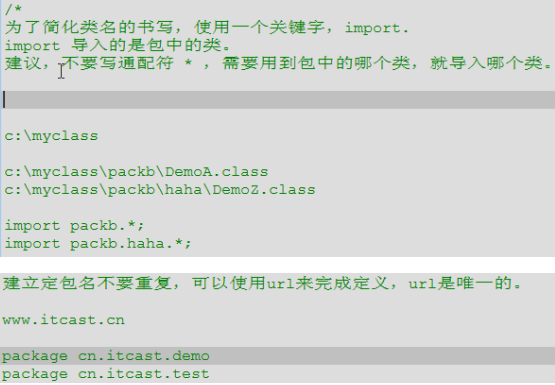 /*
为了简化类名的书写，使用一个关键字，import.
import 导入的是包中的类。
建议，不要写通配符 * ，需要用到包中的哪个类，就导入哪个类。
c:\myclass
c:\myclass\packb\DemoA.class
c:\myclass\packb\haha\DemoZ.class
import packb.*;
import packb.haha.*;
建立定包名不要重复，可以使用url来完成定义，url是唯一的。
www.itcast.cn
package cn.itcast.demo
package cn.itcast.test